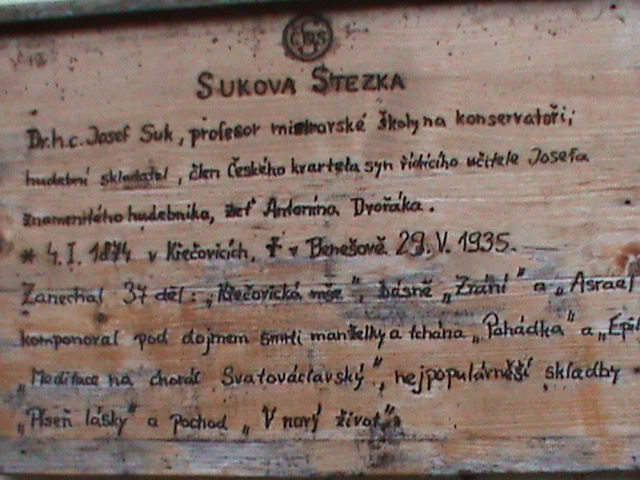 SUKOVA STEZKA
Dr.h.c. Josef Suk, profesor mistrovské školy na konservatoři,
hudební skladatel, člen Českého kvarteta syn řídícího učitele Josefa
znamenitého hudebníka, zeť Antonína Dvořáka.
* 4. I. 1874 v Křečovicích, † v Benešově 29. V. 1935.
Zanechal 37 děl: „Křečovická mše", básně „Zrání" a „Asrael
komponoval pod dojmem smrti manželky a tchána „Pohádka" a „Epil
„Meditace na chorál Svatováclavský", nejpopulárnější skladby
„Píseň lásky" a pochod „V nový život".